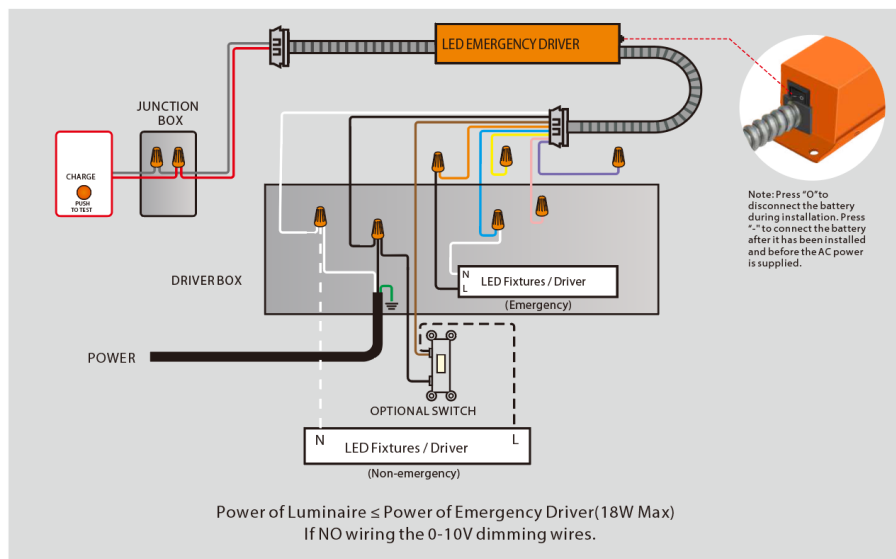 LED EMERGENCY DRIVER
JUNCTION
BOX
CHARGE
PUSH
TO TEST
Note: Press "O"to
disconnect the battery
during installation. Press
"-" to connect the battery
after it has been installed
and before the AC power
is supplied.
DRIVER BOX
N
L
LED Fixtures / Driver
(Emergency)
POWER
OPTIONAL SWITCH
N
LED Fixtures / Driver
L
(Non-emergency)
Power of Luminaire ≤ Power of Emergency Driver(18W Max)
If NO wiring the 0-10V dimming wires.